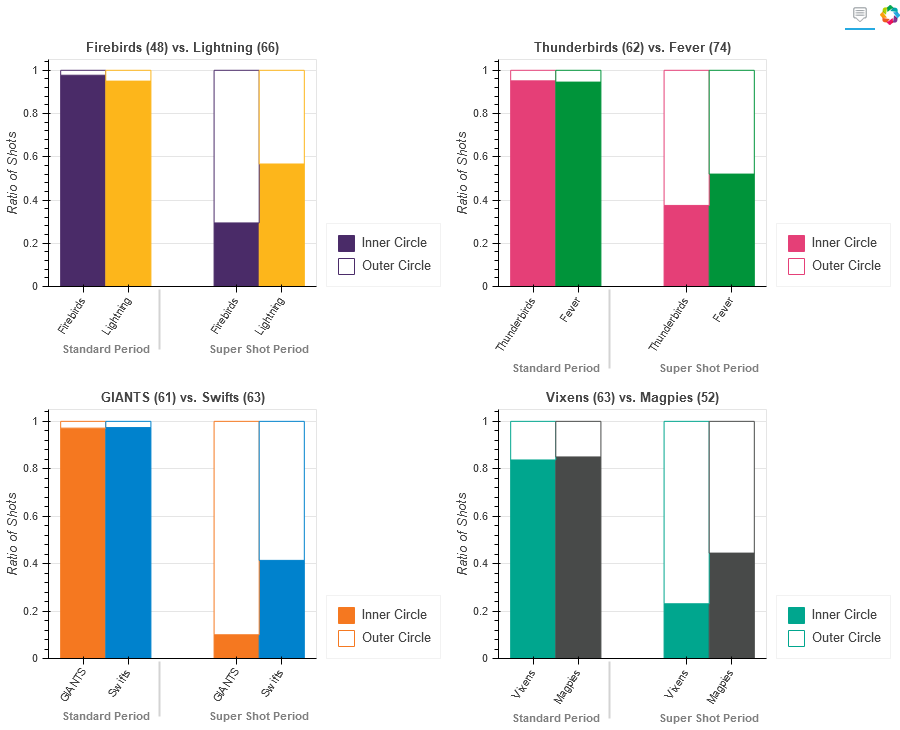 Firebirds (48) vs. Lightning (66)
Ratio of Shots
1
0.8
0.6
0.4
0.2
0
Firebirds
Lightning
Firebirds
Lightning
Standard Period
Super Shot Period
Inner Circle
Outer Circle
Thunderbirds (62) vs. Fever (74)
Ratio of Shots
1
0.8
0.6
0.4
0.2
0
Thunderbirds
Fever
Thunderbirds
Fever
Standard Period
Super Shot Period
Inner Circle
Outer Circle
GIANTS (61) vs. Swifts (63)
Ratio of Shots
1
0.8
0.6
0.4
0.2
0
GIANTS
Swifts
GIANTS
Swifts
Standard Period
Super Shot Period
Inner Circle
Outer Circle
Vixens (63) vs. Magpies (52)
Ratio of Shots
1
0.8
0.6
0.4
0.2
0
Vixens
Magpies
Vixens
Magpies
Standard Period
Super Shot Period
Inner Circle
Outer Circle